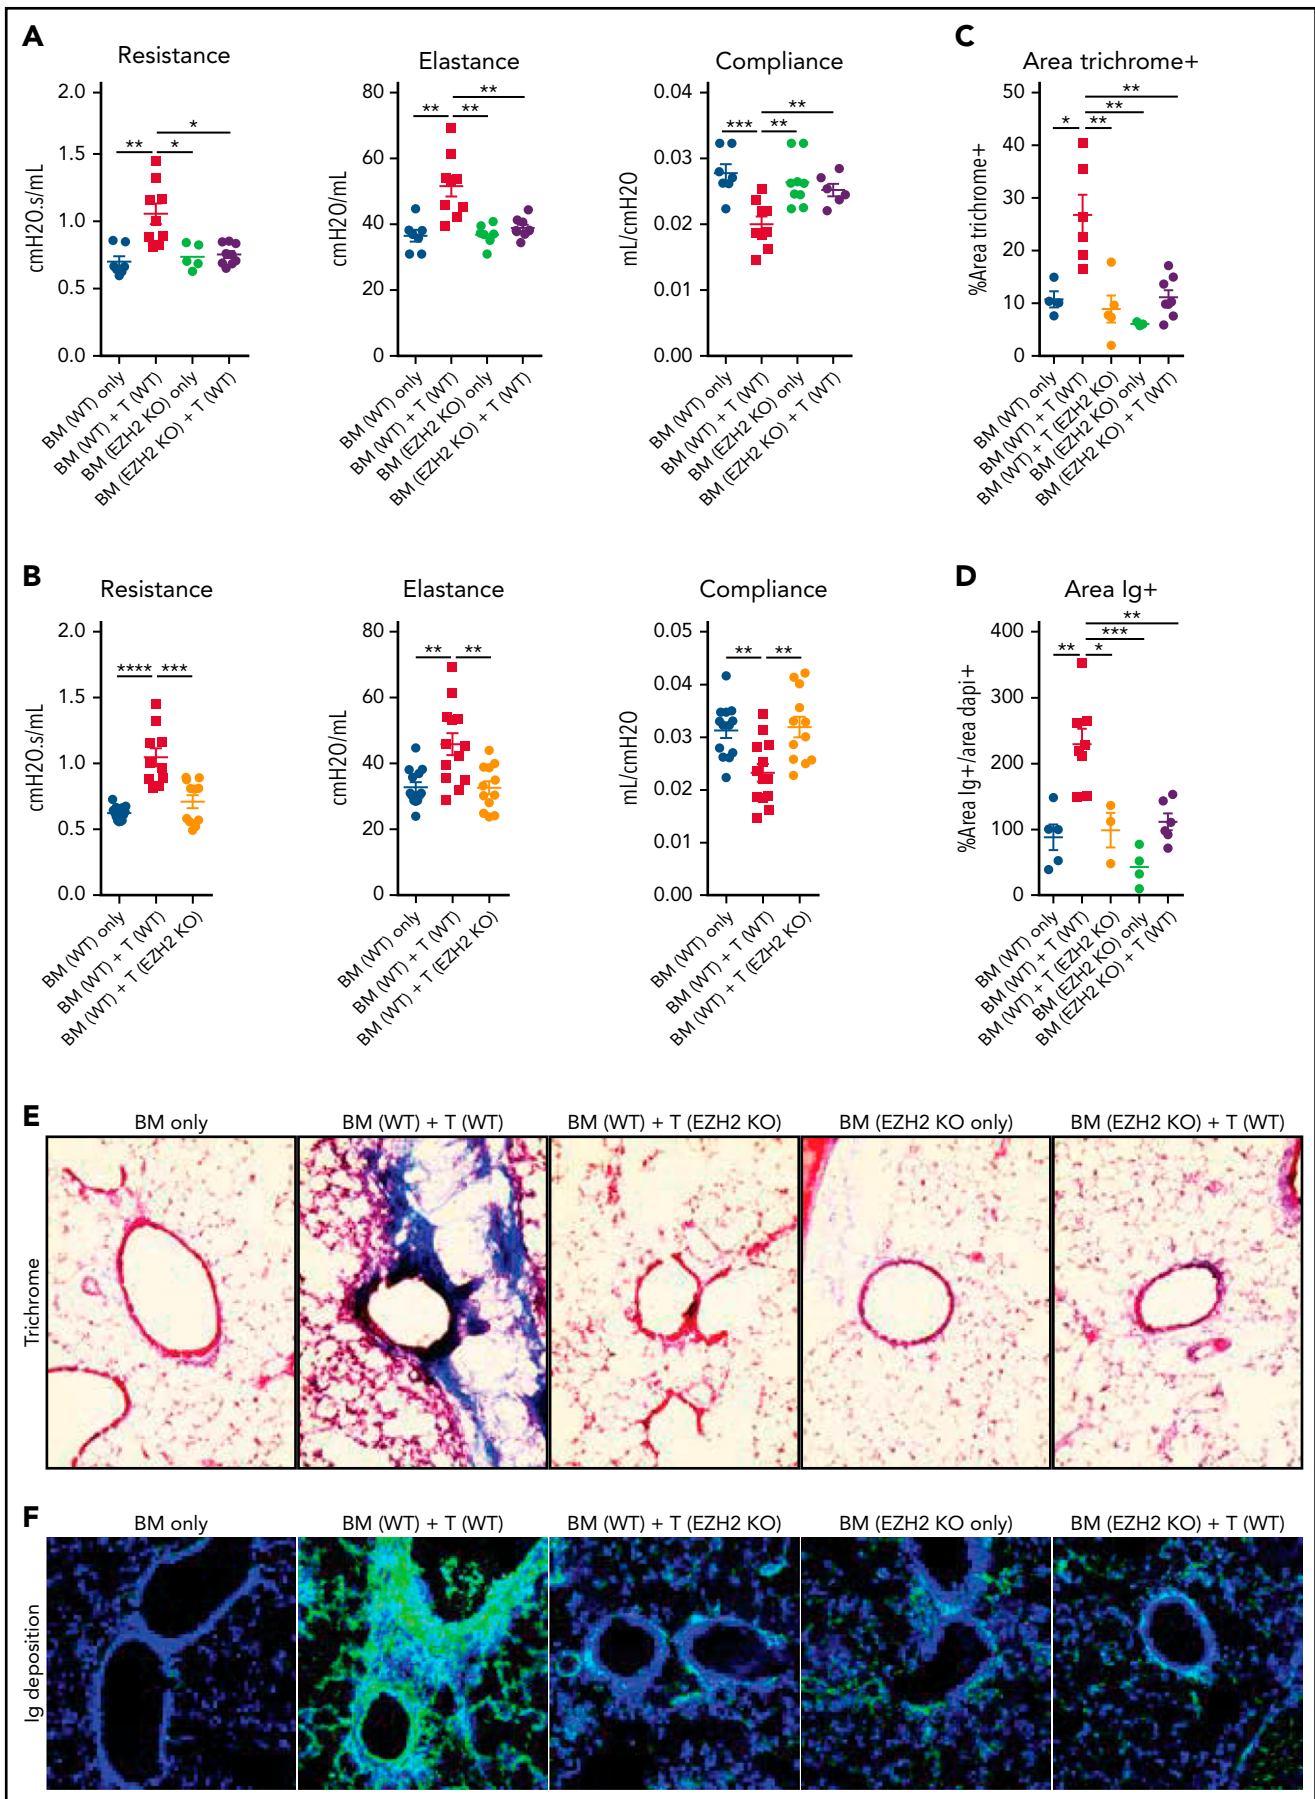 A
Resistance
2.0
1.5
1.0
0.5
0.0
cmH2O.s/mL
**
*
*
BM (WT) only
BM (WT) + T (WT)
BM (EZH2 KO) only
BM (EZH2 KO) + T (WT)
Elastance
80
60
40
20
0
cmH2O/mL
**
**
**
BM (WT) only
BM (WT) + T (WT)
BM (EZH2 KO) only
BM (EZH2 KO) + T (WT)
Compliance
0.04
0.03
0.02
0.01
0.00
mL/cmH2O
***
**
**
BM (WT) only
BM (WT) + T (WT)
BM (EZH2 KO) only
BM (EZH2 KO) + T (WT)
C
Area trichrome+
50
40
30
20
10
0
%Area trichrome+
*
**
**
**
BM (WT) only
BM (WT) + T (WT)
BM (WT) + T (EZH2 KO)
BM (EZH2 KO) only
BM (EZH2 KO) + T (WT)
B
Resistance
2.0
1.5
1.0
0.5
0.0
cmH2O.s/mL
****
***
BM (WT) only
BM (WT) + T (WT)
BM (WT) + T (EZH2 KO)
Elastance
80
60
40
20
0
cmH2O/mL
**
**
BM (WT) only
BM (WT) + T (WT)
BM (WT) + T (EZH2 KO)
Compliance
0.05
0.04
0.03
0.02
0.01
0.00
mL/cmH2O
**
**
BM (WT) only
BM (WT) + T (WT)
BM (WT) + T (EZH2 KO)
D
Area Ig+
400
300
200
100
0
%Area Ig+/area dapi+
**
*
***
**
BM (WT) only
BM (WT) + T (WT)
BM (WT) + T (EZH2 KO)
BM (EZH2 KO) only
BM (EZH2 KO) + T (WT)
E
BM only
BM (WT) + T (WT)
BM (WT) + T (EZH2 KO)
BM (EZH2 KO only)
BM (EZH2 KO) + T (WT)
Trichrome
F
BM only
BM (WT) + T (WT)
BM (WT) + T (EZH2 KO)
BM (EZH2 KO only)
BM (EZH2 KO) + T (WT)
Ig deposition